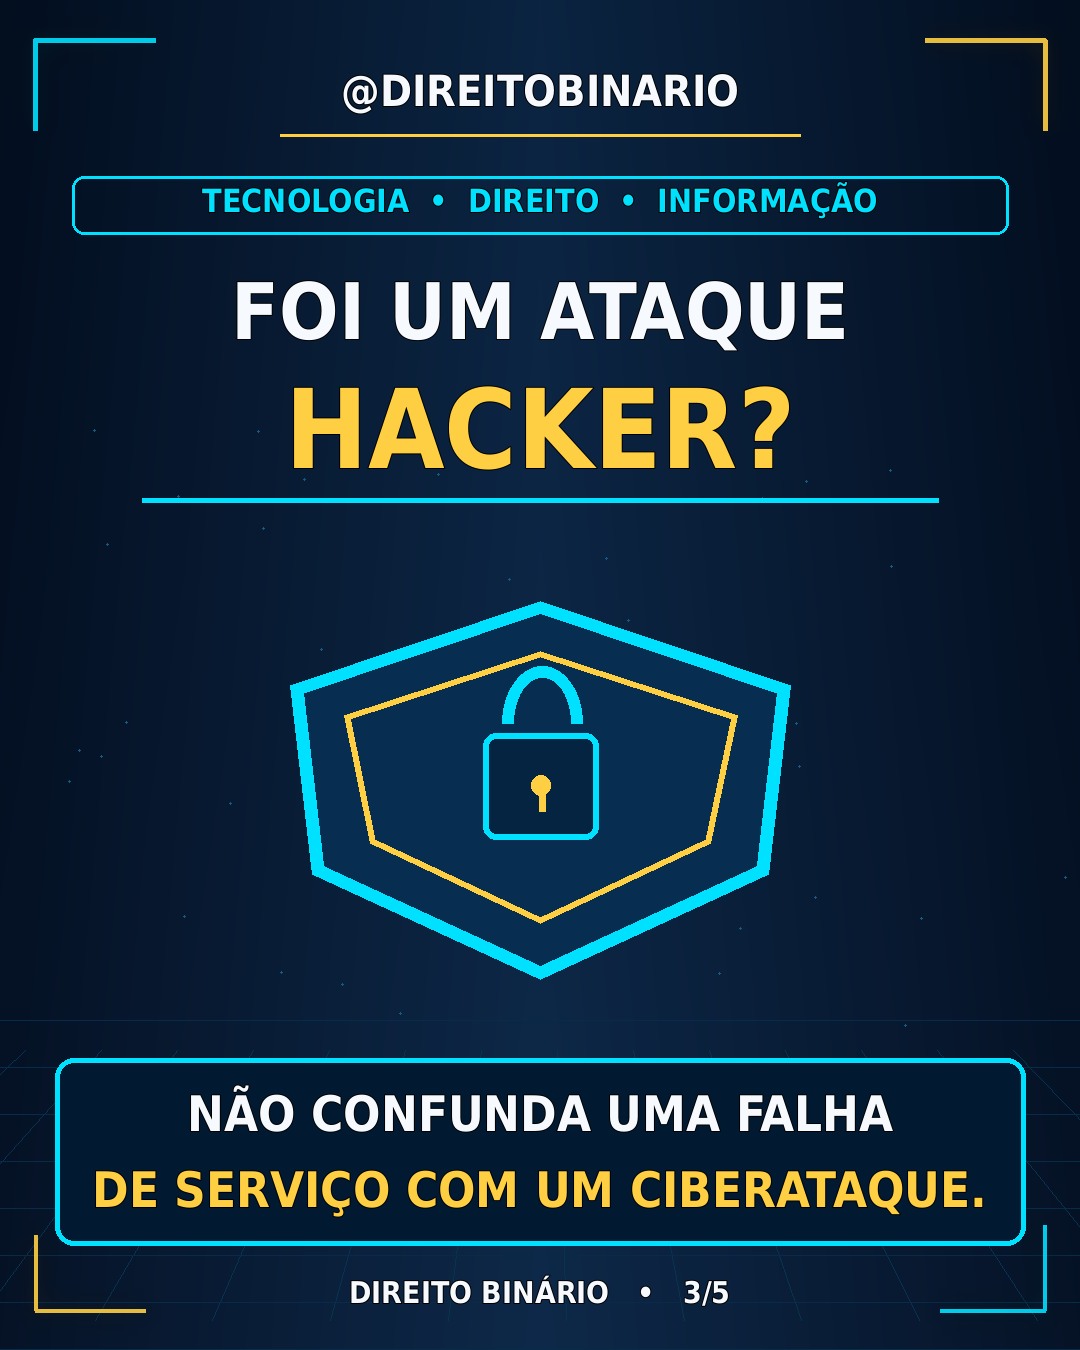 @DIREITOBINARIO
TECNOLOGIA • DIREITO • INFORMAÇÃO
FOI UM ATAQUE
HACKER?
NÃO CONFUNDA UMA FALHA
DE SERVIÇO COM UM CIBERATAQUE.
DIREITO BINÁRIO • 3/5